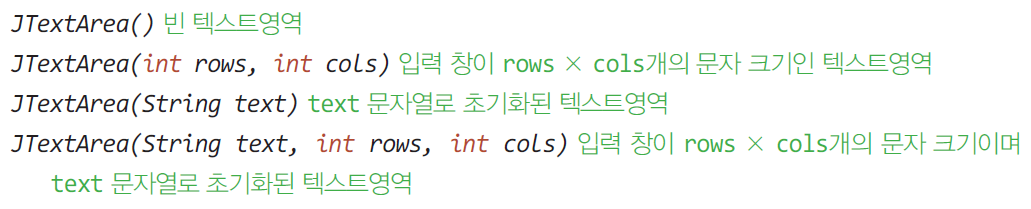 JTextArea() 빈 텍스트영역
JTextArea(int rows, int cols) 입력 창이 rows × cols개의 문자 크기인 텍스트영역
JTextArea(String text) text 문자열로 초기화된 텍스트영역
JTextArea(String text, int rows, int cols) 입력 창이 rows × cols개의 문자 크기이며
text 문자열로 초기화된 텍스트영역